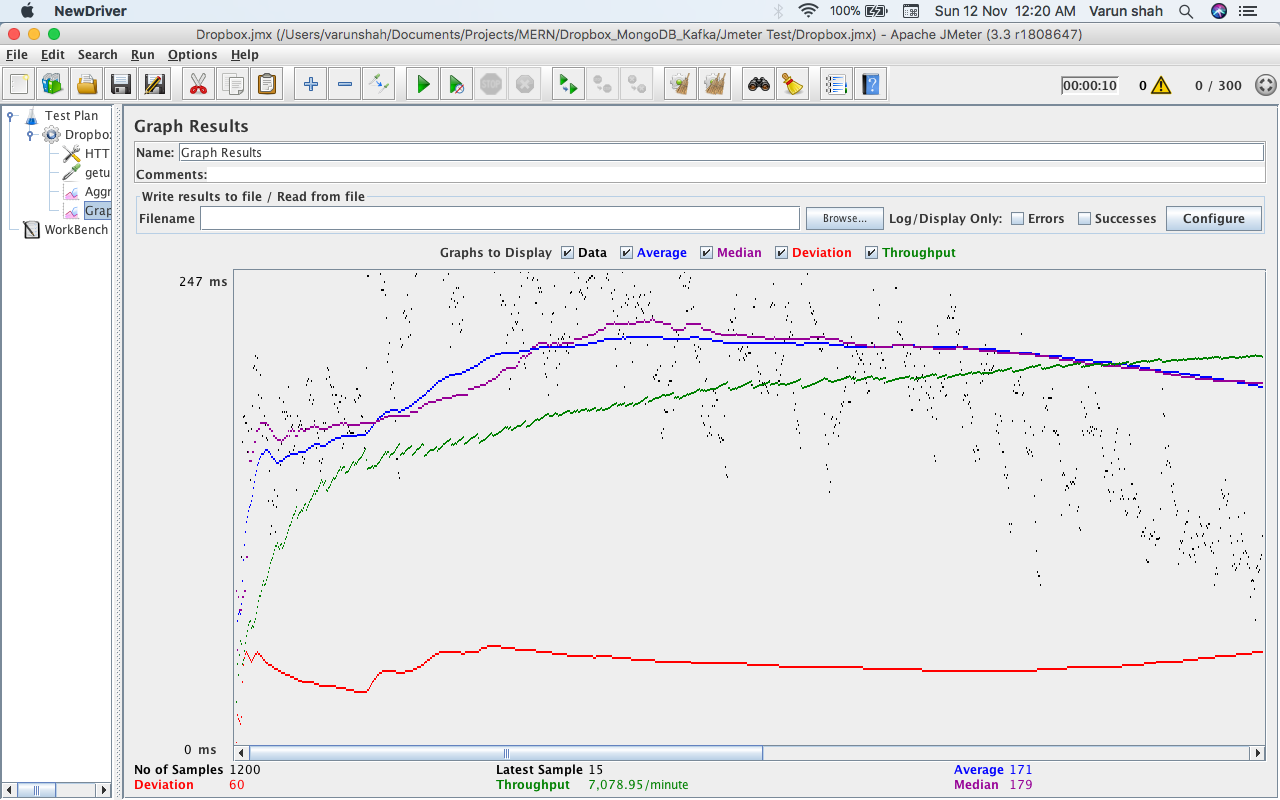 NewDriver 100% Sun 12 Nov 12:20 AM Varun shah
Dropbox.jmx (/Users/varunshah/Documents/Projects/MERN/Dropbox_MongoDB_Kafka/Jmeter Test/Dropbox.jmx) - Apache JMeter (3.3 r1808647)
File Edit Search Run Options Help
STOP 00:00:10 0 0 / 300
Test Plan
Dropbo
HTT
getu
Aggr
Grap
WorkBench
Graph Results
Name: Graph Results
Comments:
Write results to file / Read from file
Filename Browse... Log/Display Only: Errors Successes Configure
Graphs to Display Data Average Median Deviation Throughput
247 ms
0 ms
No of Samples 1200 Latest Sample 15 Average 171
Deviation 60 Throughput 7,078.95/minute Median 179